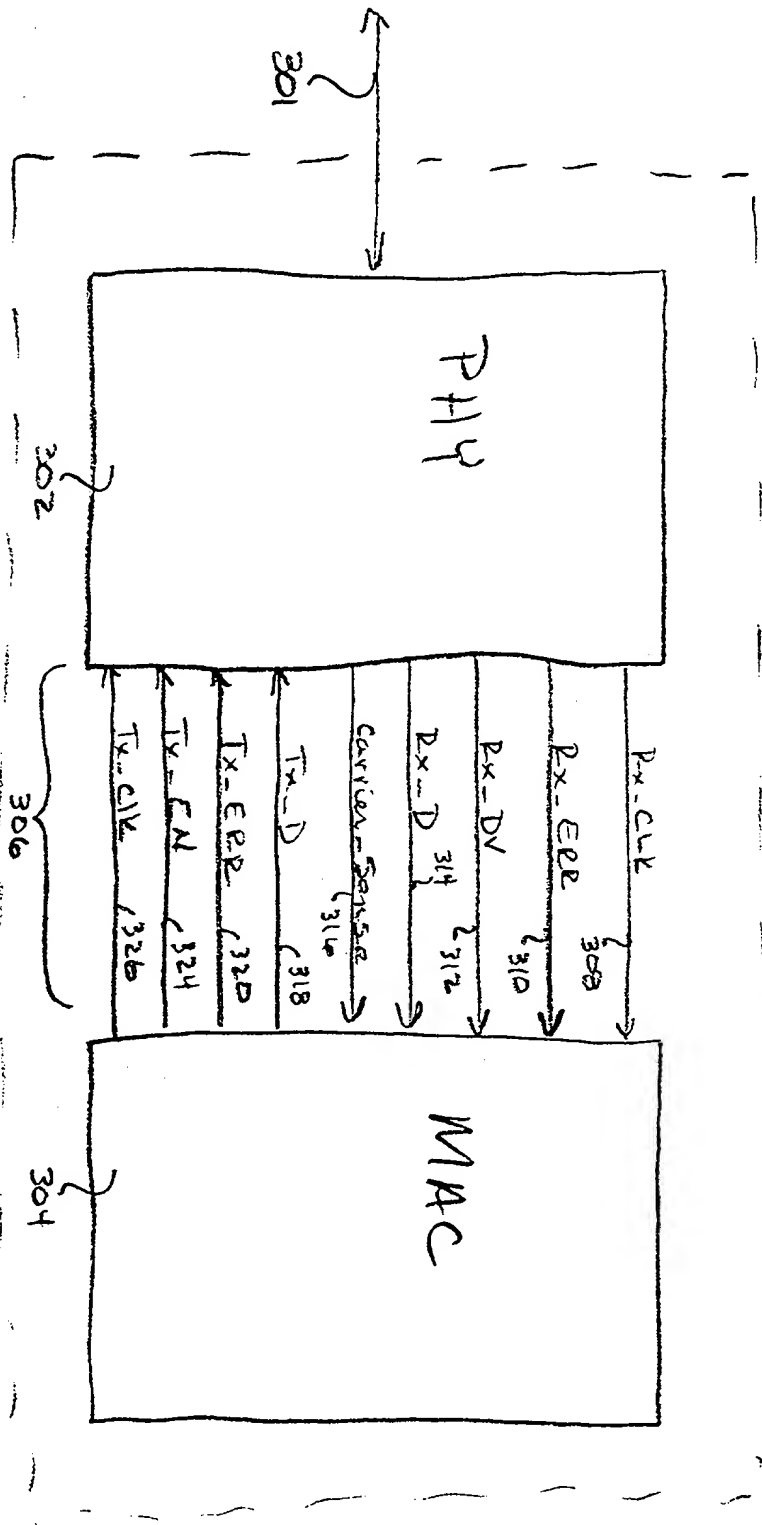 301
PHY
302
Rx_CLK 308
Rx_ERR 310
Rx_DV 312
Rx_D 314
Carrier_Sense 316
Tx_D 318
Tx_ERR 320
Tx_EN 324
Tx_Clk 326
306
MAC
304